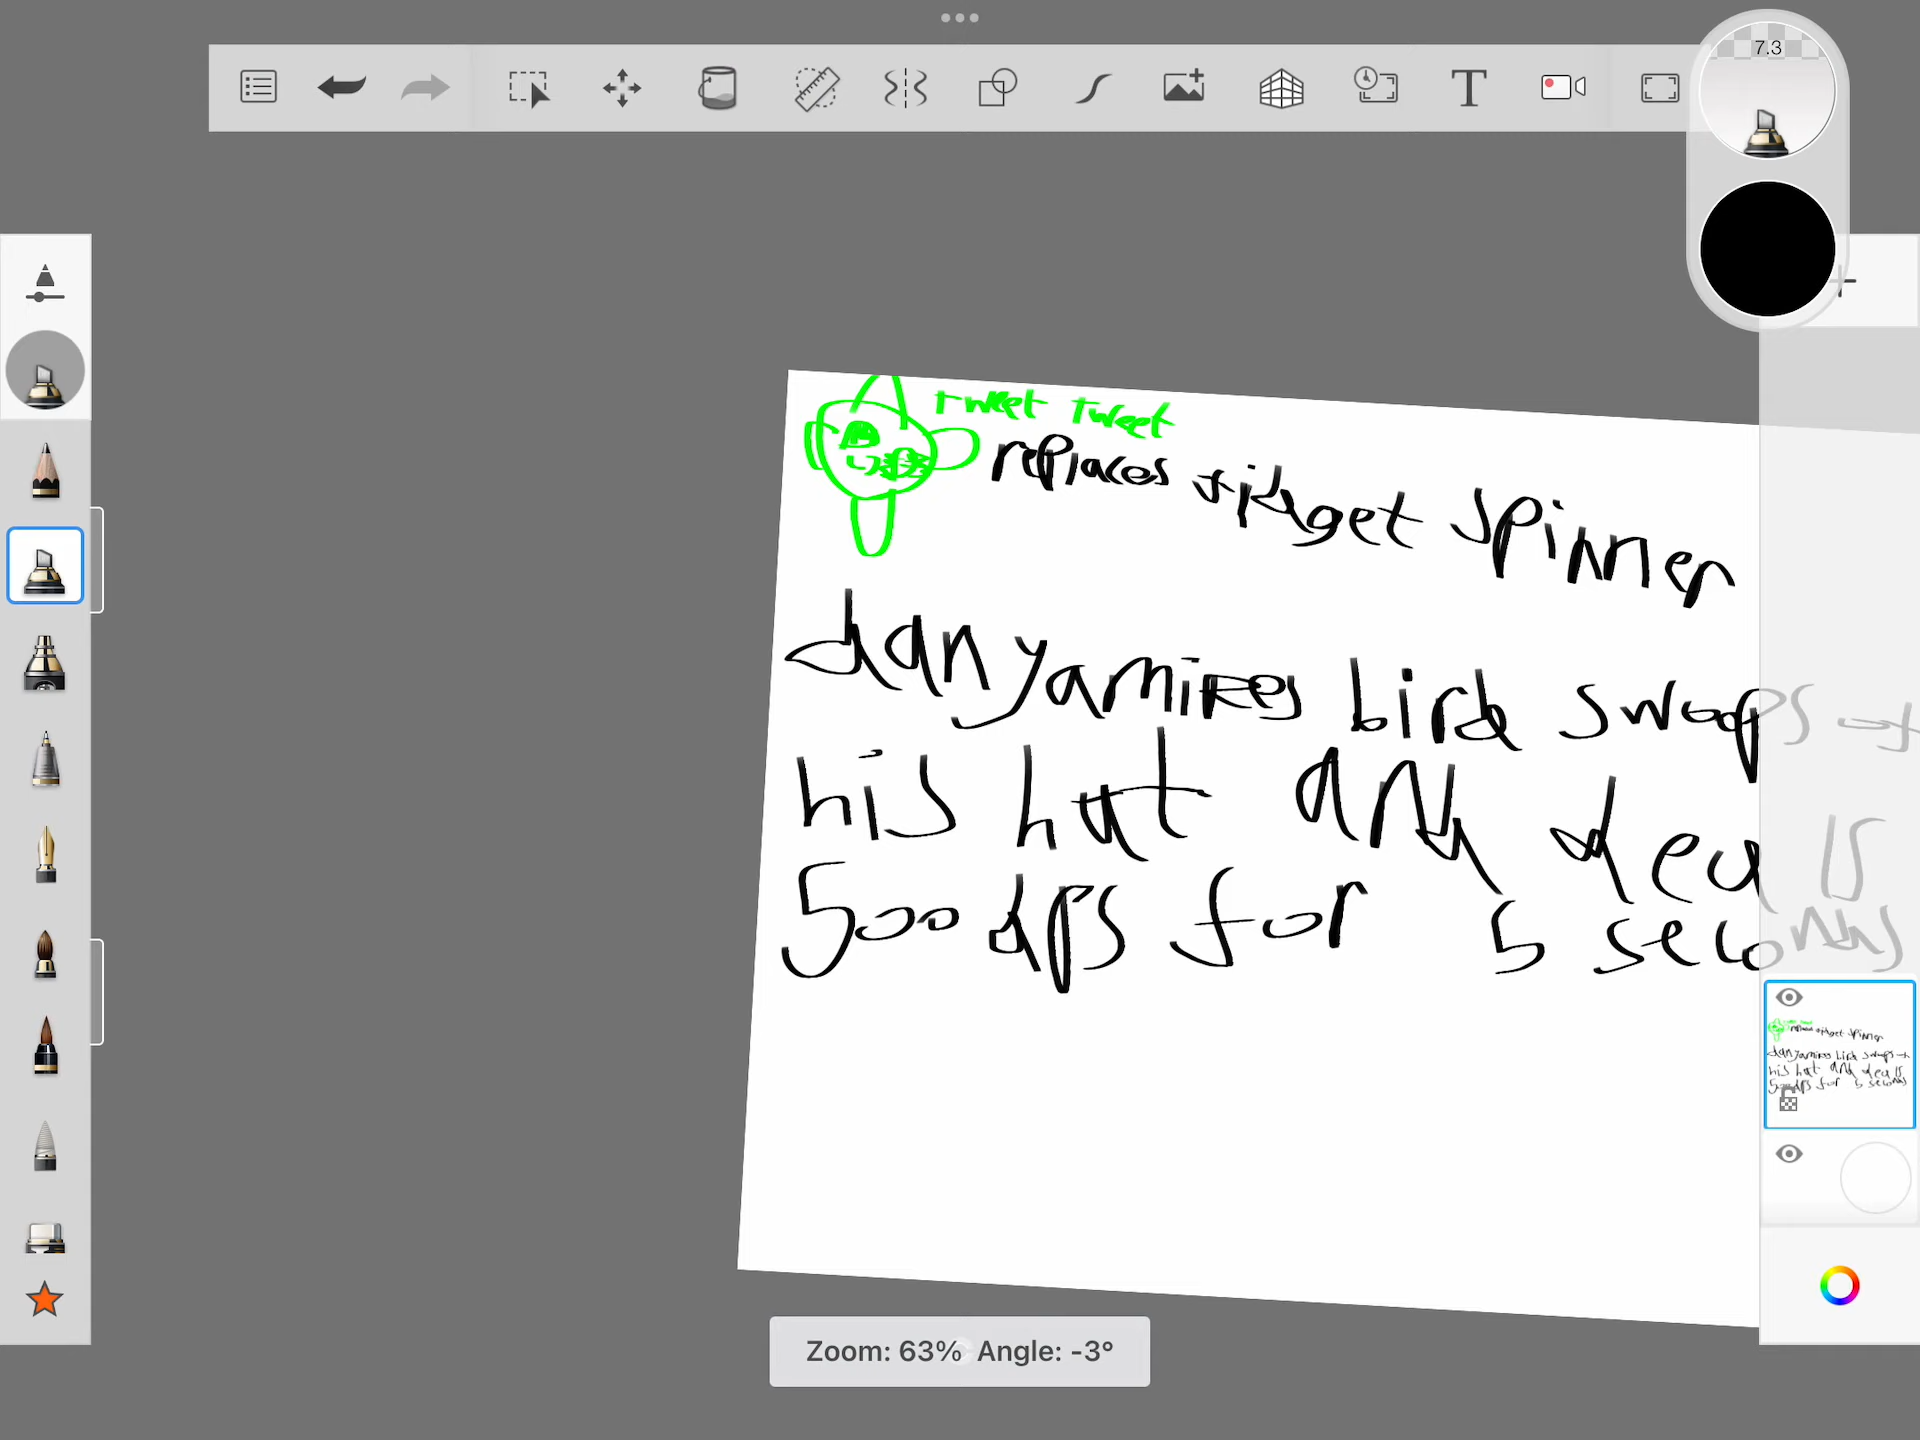 7.3
Tweet Tweet
replaces fidget spinner
danyamires bird swoops of
his hat and deals
500 dps for 5 seconds
Zoom: 63% Angle: -3°